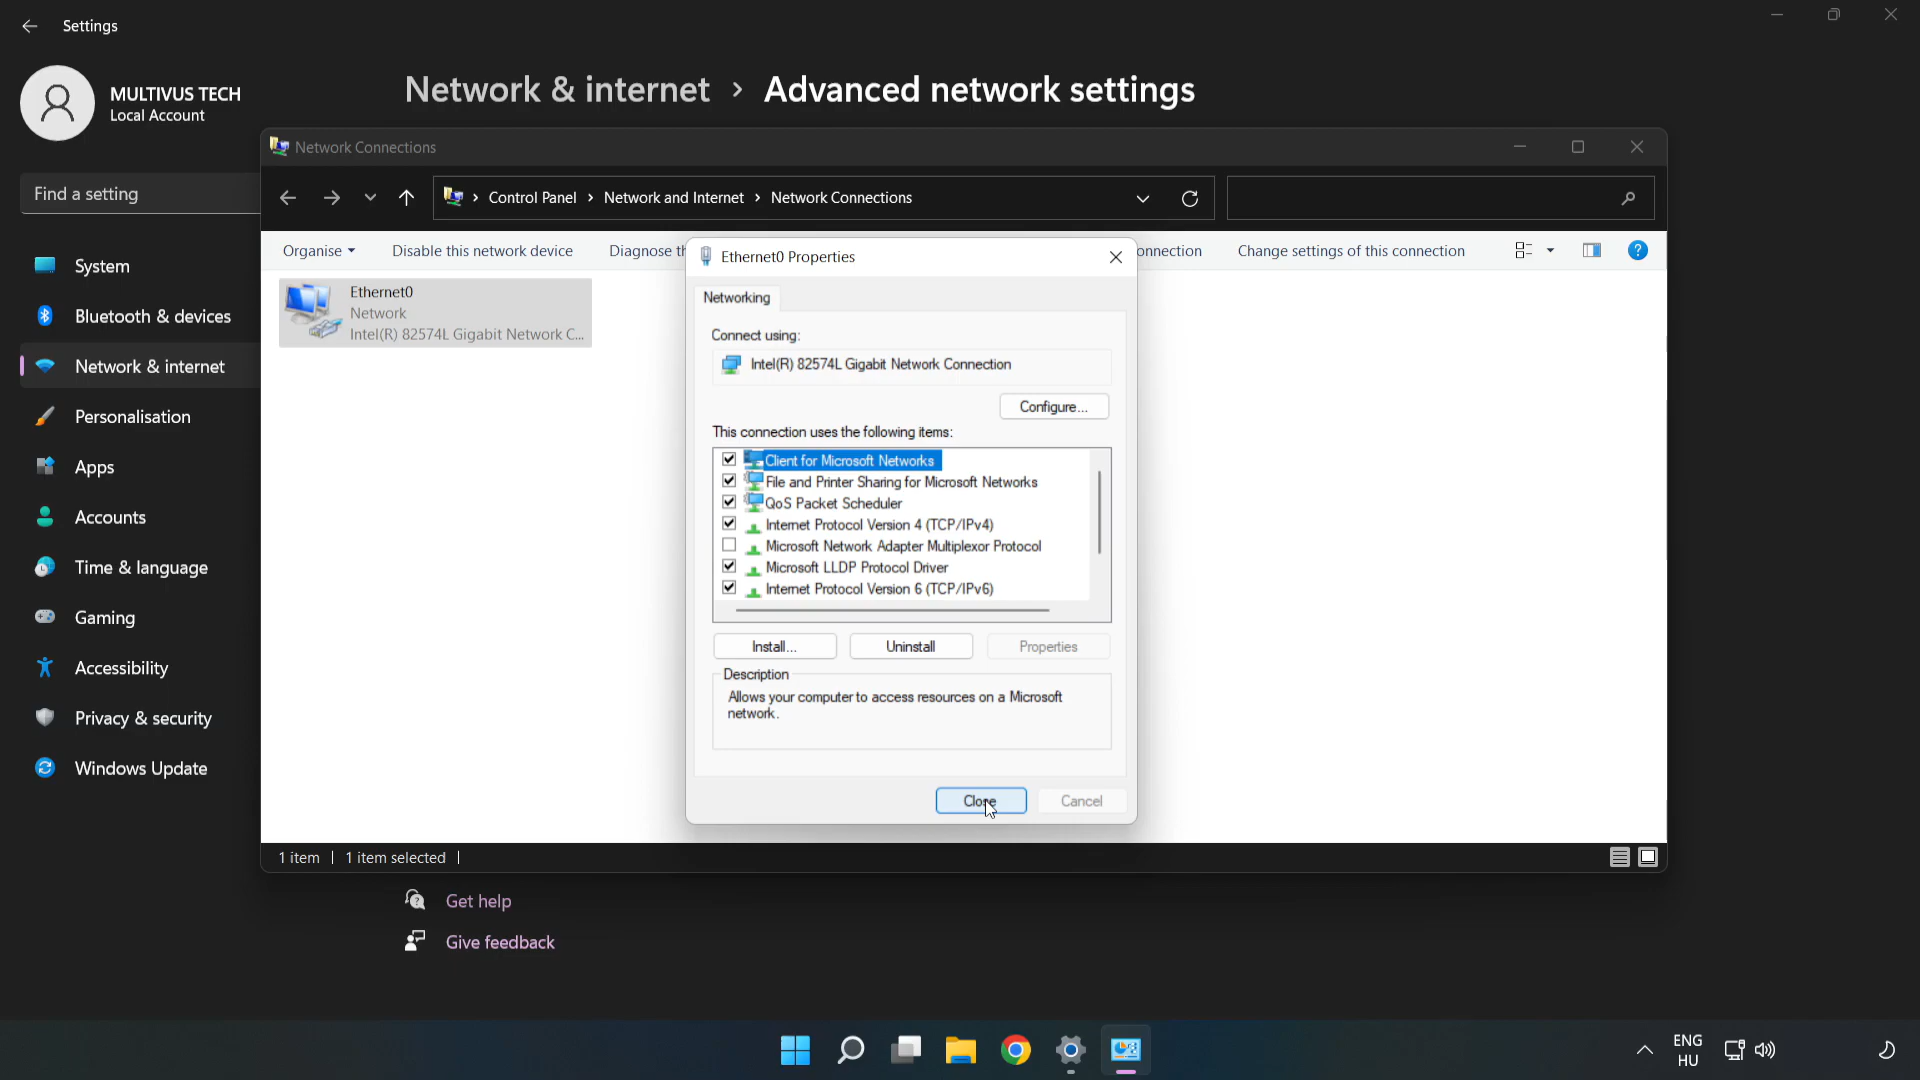 Settings
MULTIVUS TECH
Local Account
Find a setting
System
Bluetooth & devices
Network & internet
Personalisation
Apps
Accounts
Time & language
Gaming
Accessibility
Privacy & security
Windows Update
Network & internet › Advanced network settings
Network Connections
Control Panel › Network and Internet › Network Connections
Organise
Disable this network device
Diagnose th
onnection
Change settings of this connection
Ethernet0
Network
Intel(R) 82574L Gigabit Network C...
Ethernet0 Properties
Networking
Connect using:
Intel(R) 82574L Gigabit Network Connection
Configure...
This connection uses the following items:
Client for Microsoft Networks
File and Printer Sharing for Microsoft Networks
QoS Packet Scheduler
Internet Protocol Version 4 (TCP/IPv4)
Microsoft Network Adapter Multiplexor Protocol
Microsoft LLDP Protocol Driver
Internet Protocol Version 6 (TCP/IPv6)
Install...
Uninstall
Properties
Description
Allows your computer to access resources on a Microsoft
network.
Close
Cancel
1 item
1 item selected
Get help
Give feedback
ENG
HU